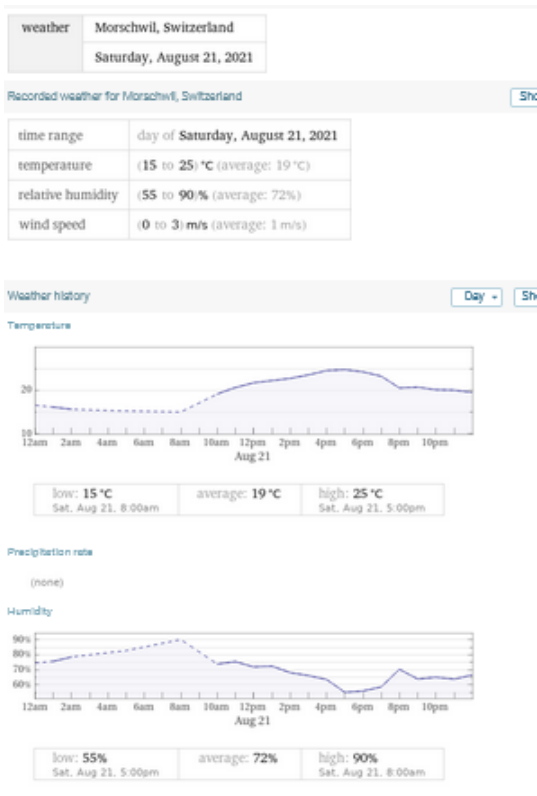 weather Morschwil, Switzerland
Saturday, August 21, 2021
Recorded weather for Morschwil, Switzerland Sho
time range day of Saturday, August 21, 2021
temperature (15 to 25) °C (average: 19 °C)
relative humidity (55 to 90)% (average: 72%)
wind speed (0 to 3) m/s (average: 1 m/s)
Weather history Day Sho
Temperature
20
10
12am 2am 4am 6am 8am 10am 12pm 2pm 4pm 6pm 8pm 10pm
Aug 21
low: 15 °C average: 19 °C high: 25 °C
Sat, Aug 21, 8:00am Sat, Aug 21, 5:00pm
Precipitation rate
(none)
Humidity
90%
80%
70%
60%
12am 2am 4am 6am 8am 10am 12pm 2pm 4pm 6pm 8pm 10pm
Aug 21
low: 55% average: 72% high: 90%
Sat, Aug 21, 5:00pm Sat, Aug 21, 8:00am